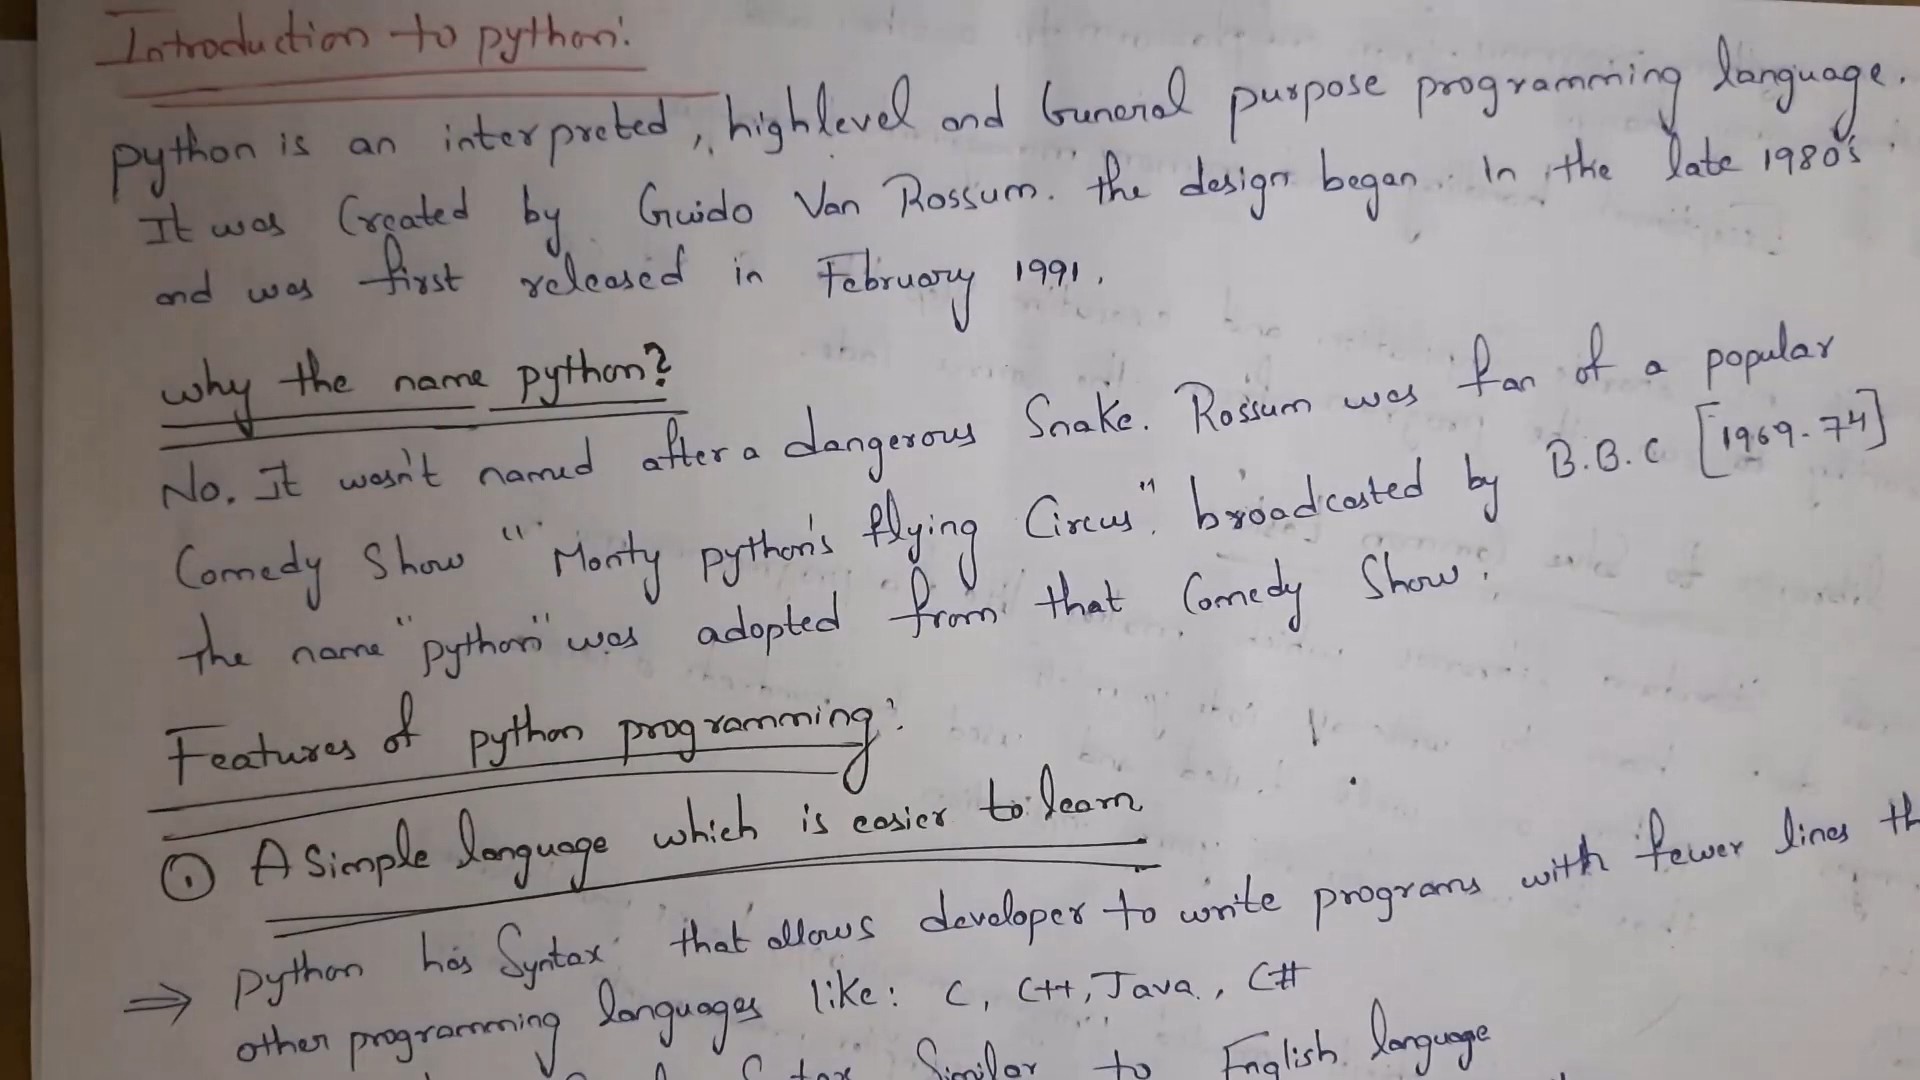 Introduction to python:
python is an interpreted, highlevel and General purpose programming language.
It was Created by Guido Van Rossum. the design began In the late 1980's
and was first released in February 1991.
why the name python?
No. It wasn't named after a dangerous Snake. Rossum was fan of a popular
Comedy Show "Monty python's flying Circus". broadcasted by B.B.C [1969-74]
the name "python" was adopted from that Comedy Show.
Features of python programming:
① A Simple language which is easier to learn
⇒ python has Syntax that allows developer to write programs with fewer lines th
other programming languages like: C, C++, Java, C#
Similar to English language